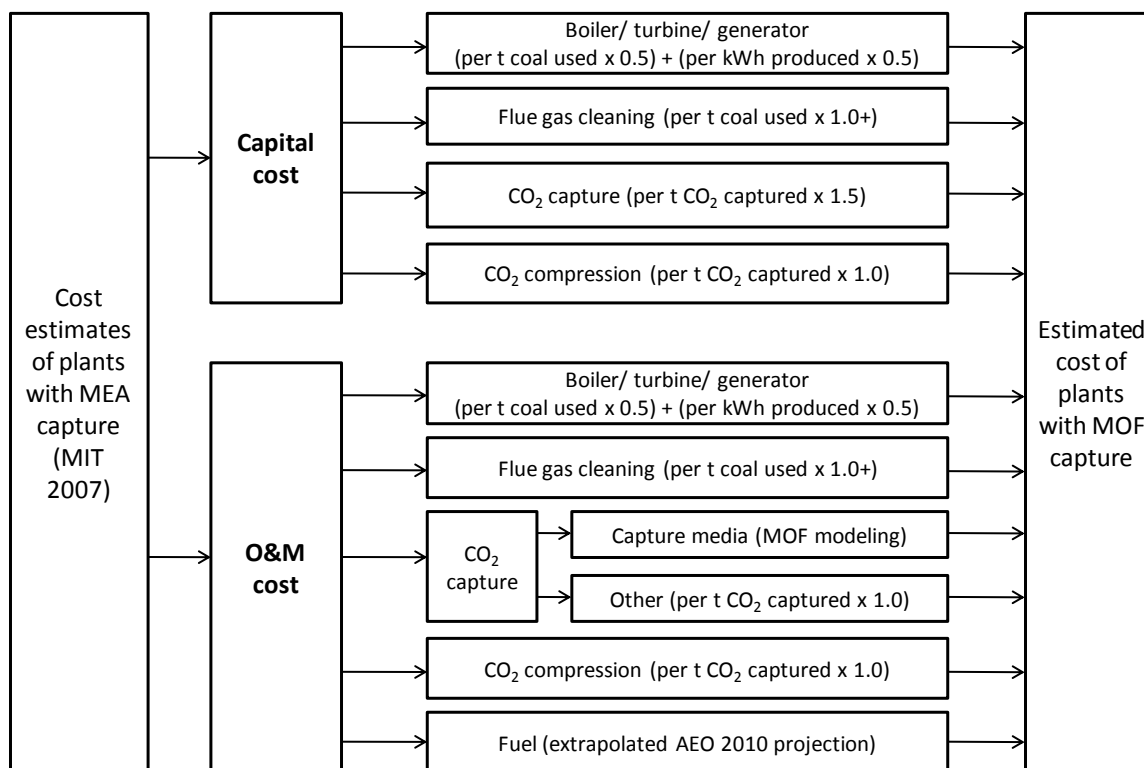 Cost
estimates
of plants
with MEA
capture
(MIT
2007)
Capital
cost
Boiler/ turbine/ generator
(per t coal used x 0.5) + (per kWh produced x 0.5)
Flue gas cleaning (per t coal used x 1.0+)
CO₂ capture (per t CO₂ captured x 1.5)
CO₂ compression (per t CO₂ captured x 1.0)
O&M
cost
Boiler/ turbine/ generator
(per t coal used x 0.5) + (per kWh produced x 0.5)
Flue gas cleaning (per t coal used x 1.0+)
CO₂
capture
Capture media (MOF modeling)
Other (per t CO₂ captured x 1.0)
CO₂ compression (per t CO₂ captured x 1.0)
Fuel (extrapolated AEO 2010 projection)
Estimated
cost of
plants
with MOF
capture